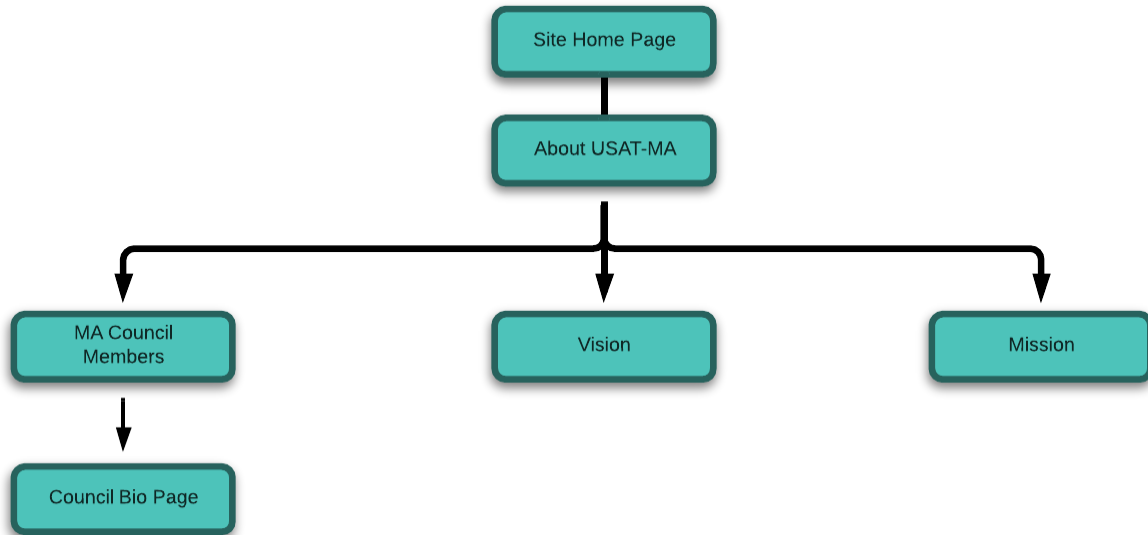 Site Home Page
About USAT-MA
MA Council
Members
Vision
Mission
Council Bio Page